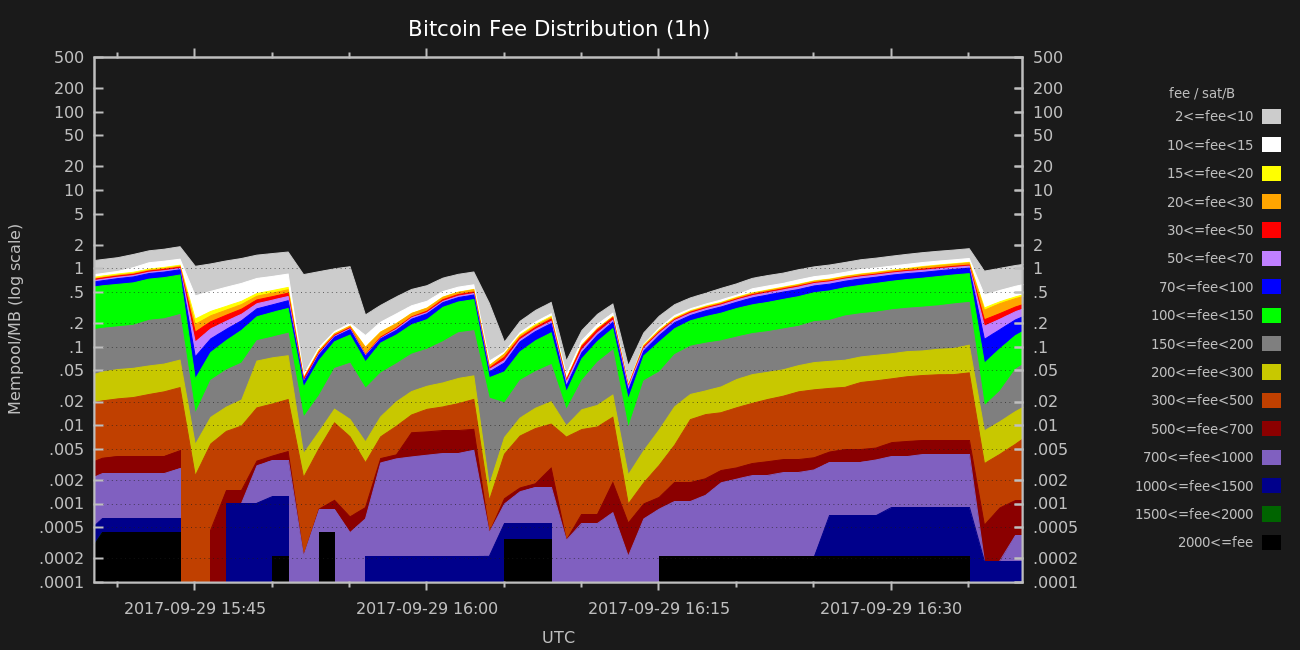 Bitcoin Fee Distribution (1h)
Mempool/MB (log scale)
500
200
100
50
20
10
5
2
1
.5
.2
.1
.05
.02
.01
.005
.002
.001
.0005
.0002
.0001
500
200
100
50
20
10
5
2
1
.5
.2
.1
.05
.02
.01
.005
.002
.001
.0005
.0002
.0001
2017-09-29 15:45
2017-09-29 16:00
2017-09-29 16:15
2017-09-29 16:30
UTC
fee / sat/B
2<=fee<10
10<=fee<15
15<=fee<20
20<=fee<30
30<=fee<50
50<=fee<70
70<=fee<100
100<=fee<150
150<=fee<200
200<=fee<300
300<=fee<500
500<=fee<700
700<=fee<1000
1000<=fee<1500
1500<=fee<2000
2000<=fee